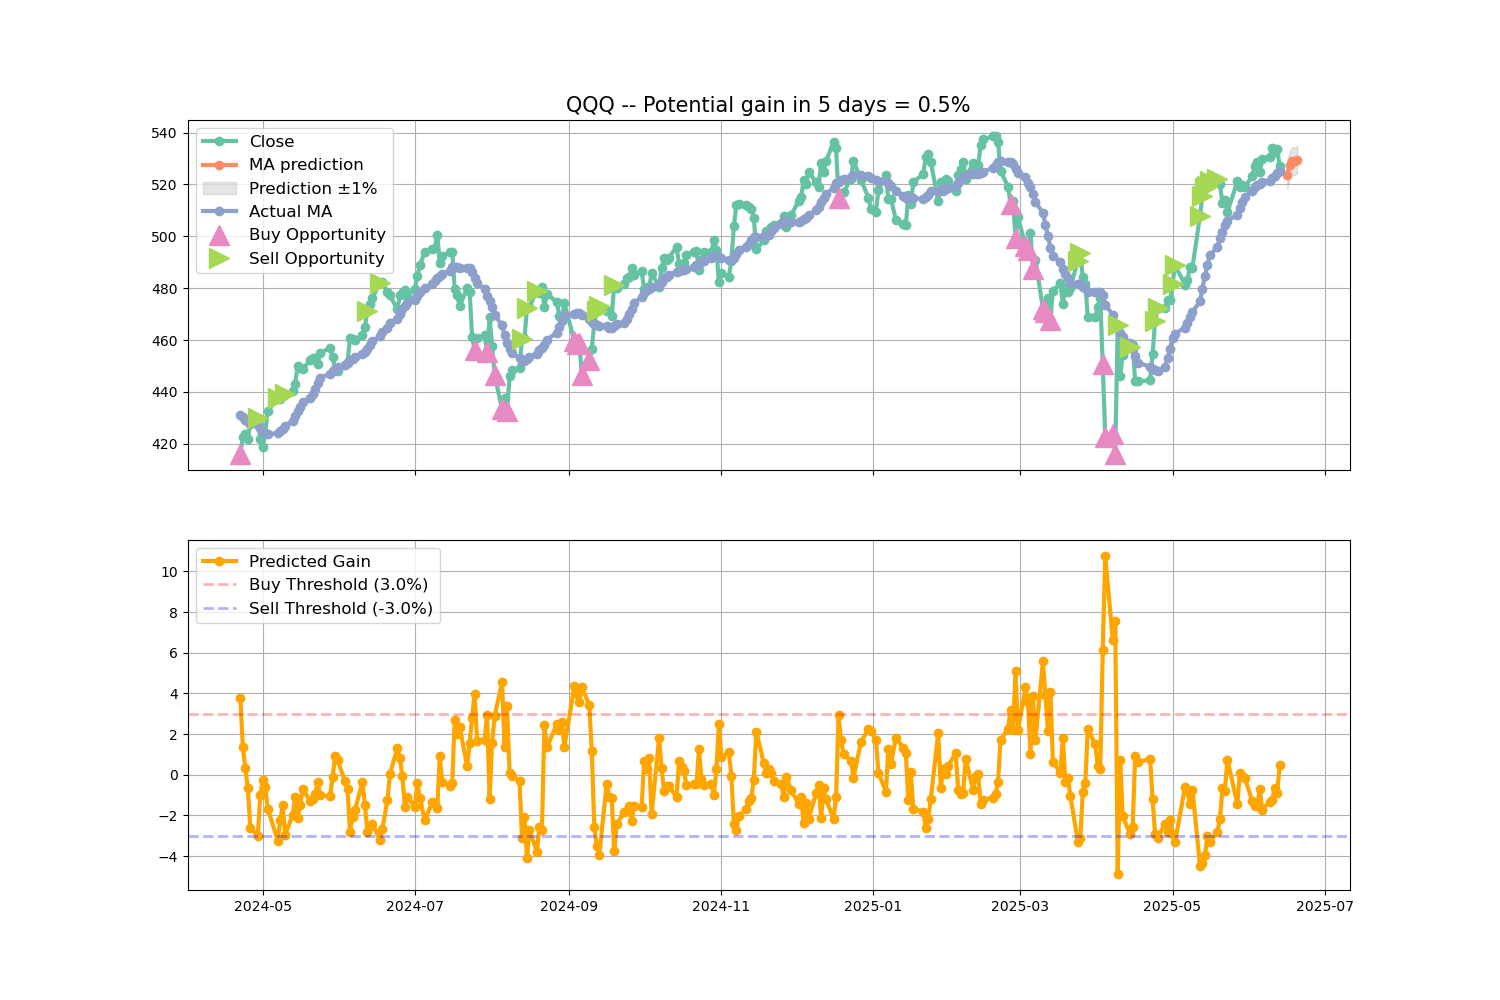 QQQ -- Potential gain in 5 days = 0.5%
540
520
500
480
460
440
420
Close
MA prediction
Prediction ±1%
Actual MA
Buy Opportunity
Sell Opportunity
10
8
6
4
2
0
−2
−4
Predicted Gain
Buy Threshold (3.0%)
Sell Threshold (-3.0%)
2024-05
2024-07
2024-09
2024-11
2025-01
2025-03
2025-05
2025-07